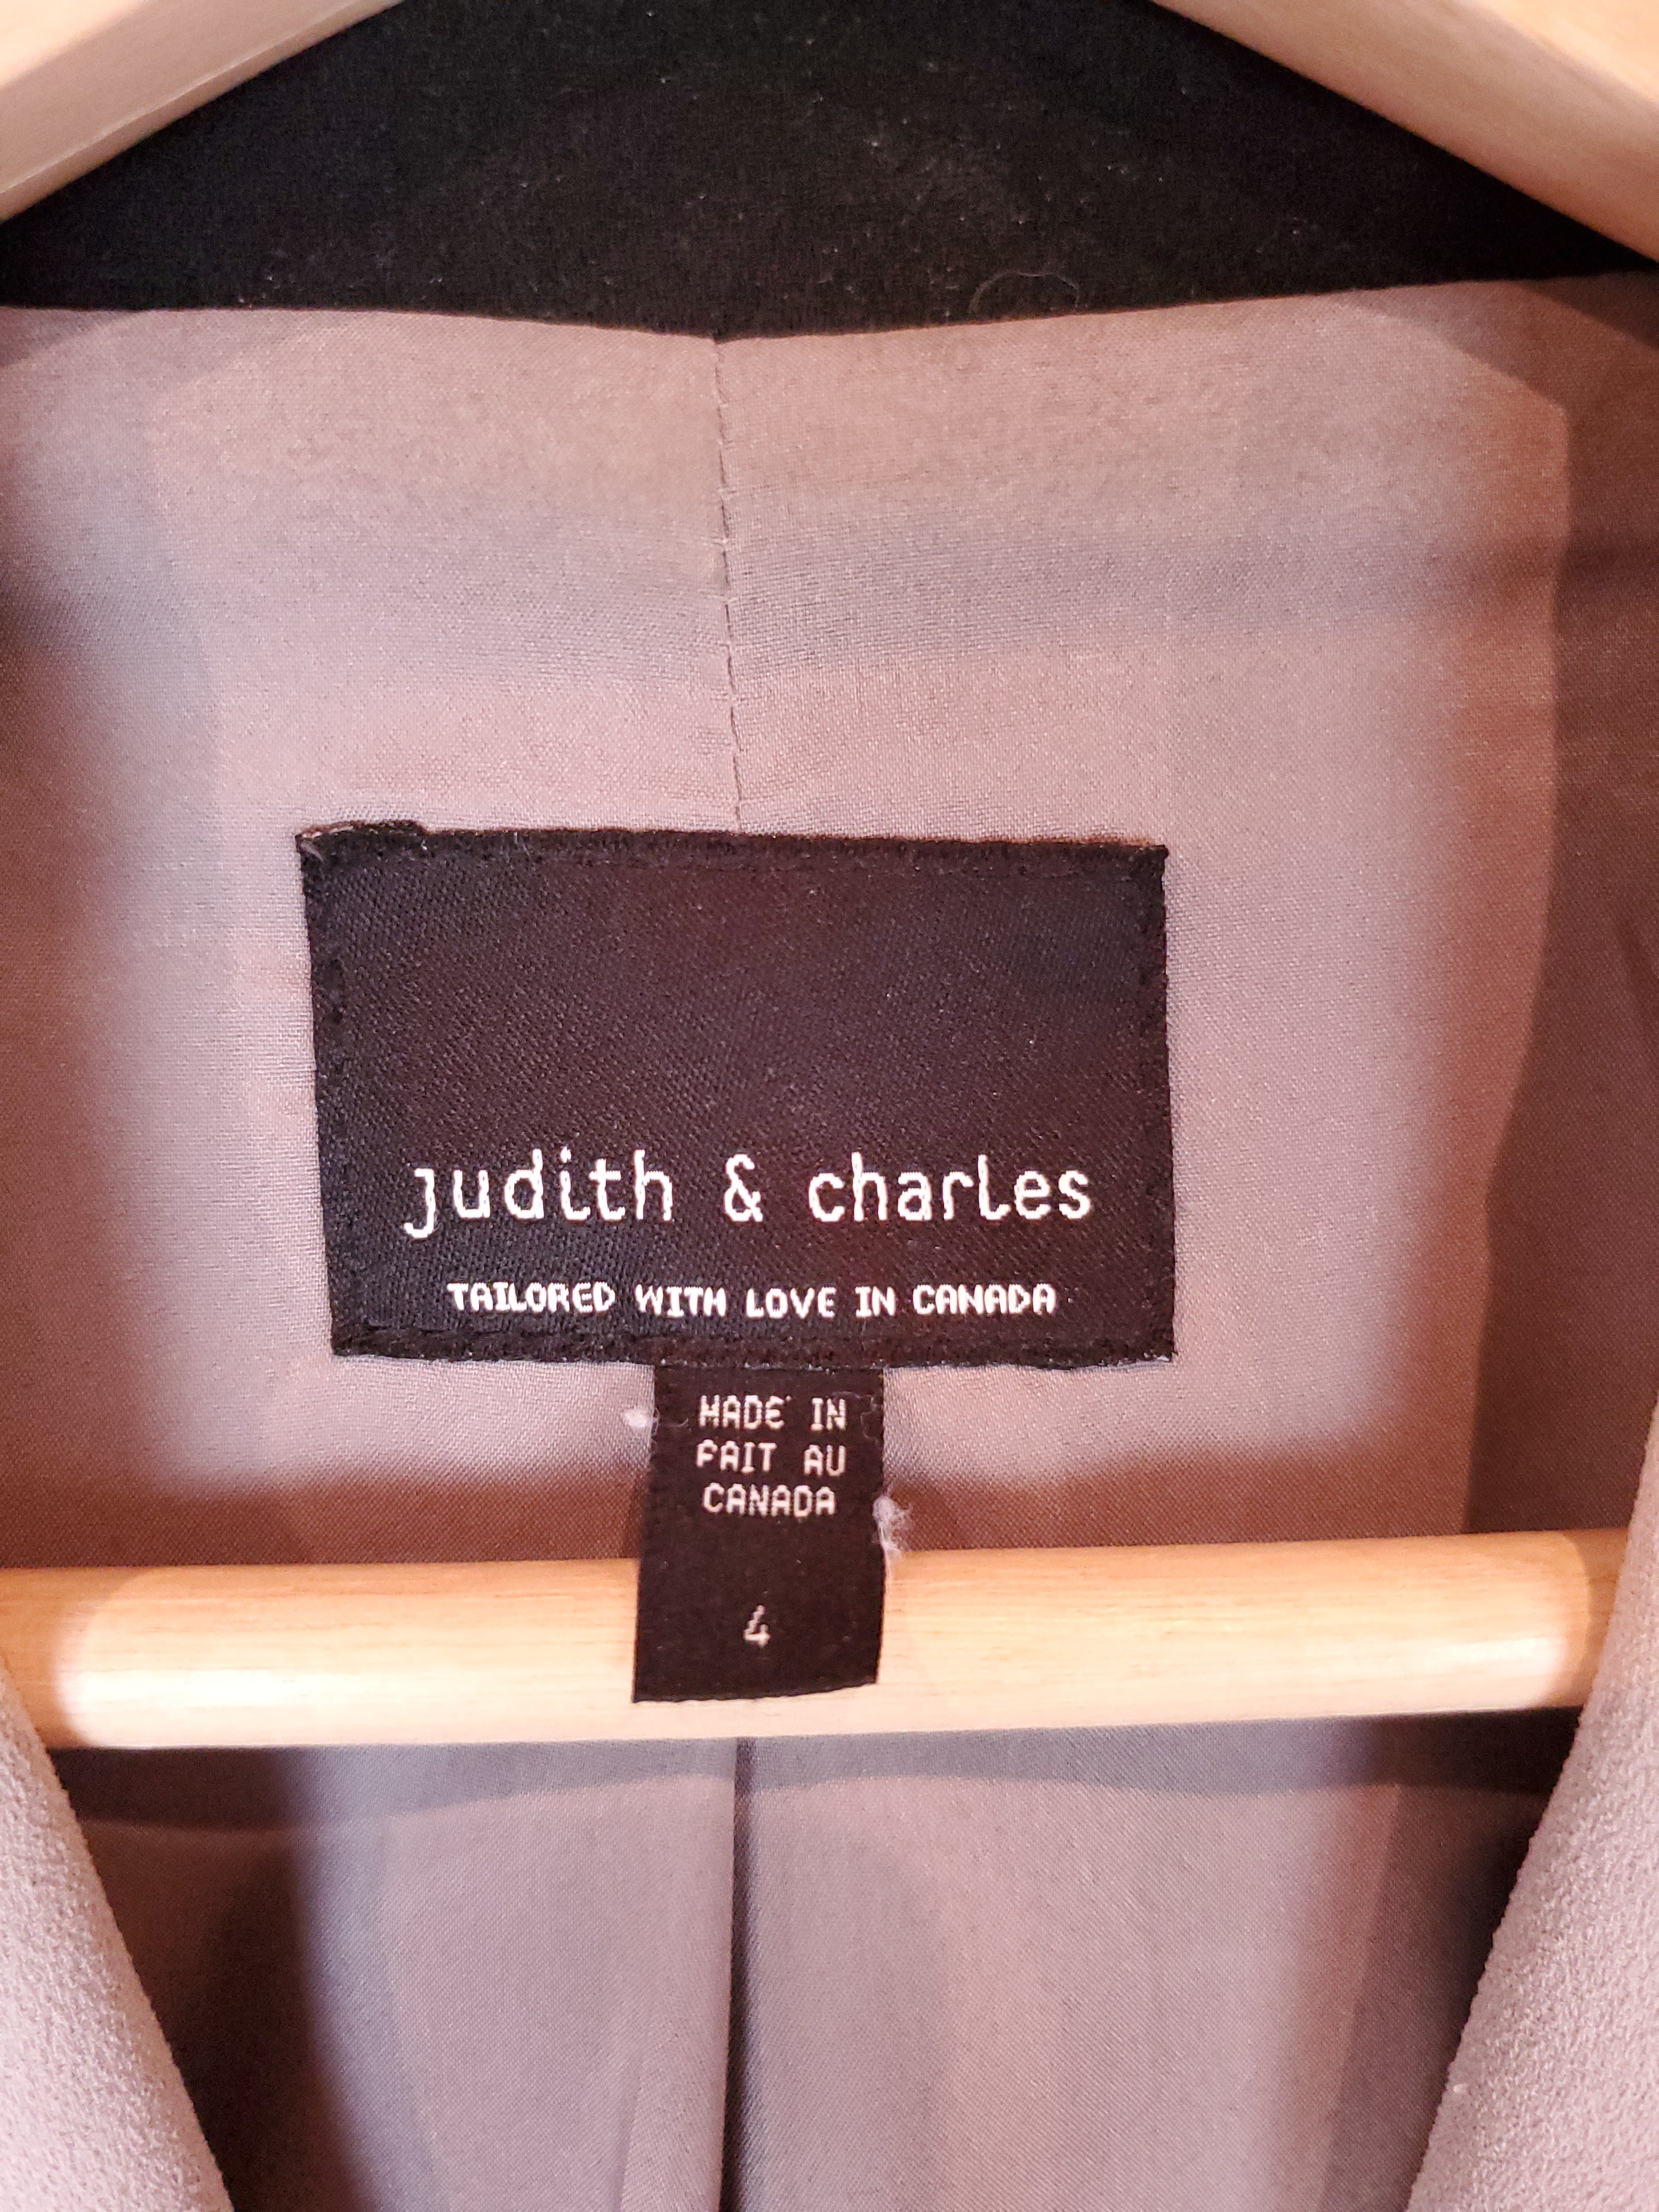 judith & charles
TAILORED WITH LOVE IN CANADA
MADE IN
FAIT AU
CANADA
4